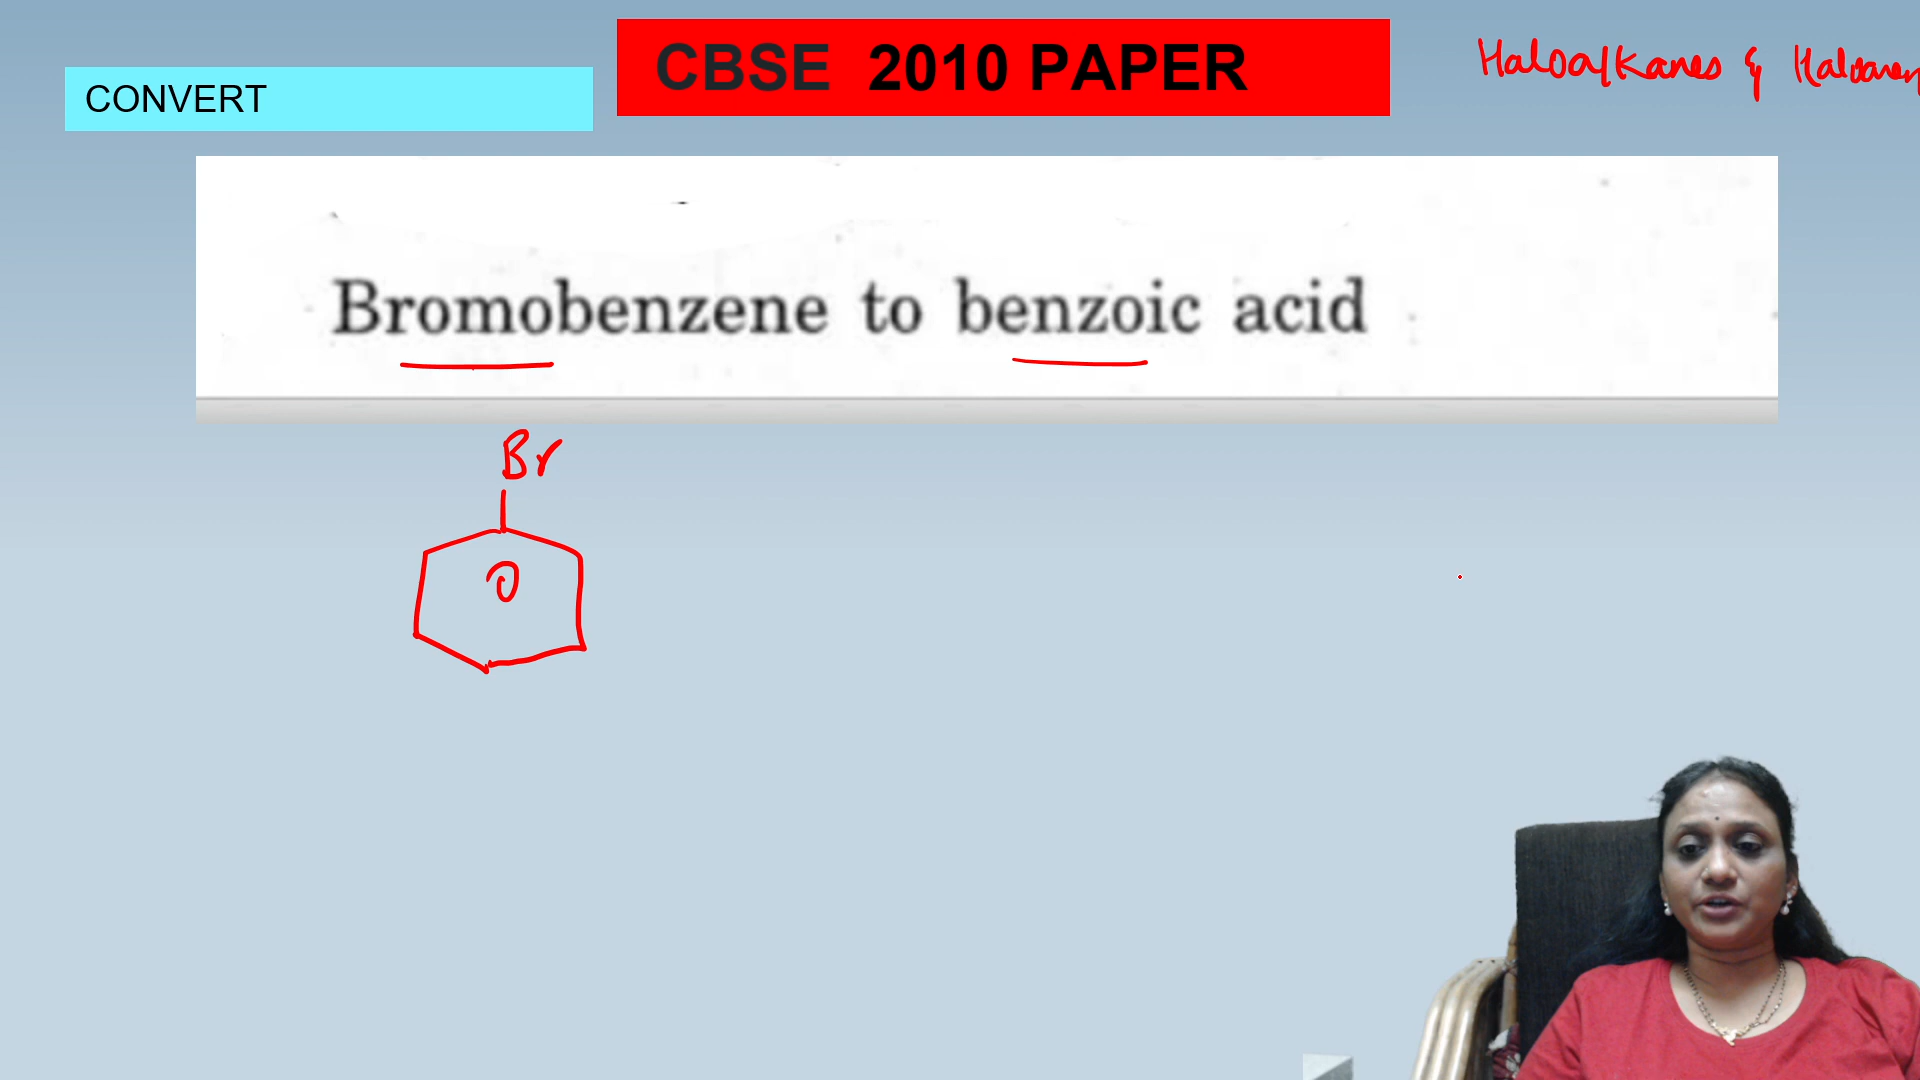 CBSE 2010 PAPER
Haloalkanes &
CONVERT
Bromobenzene to benzoic acid
Br